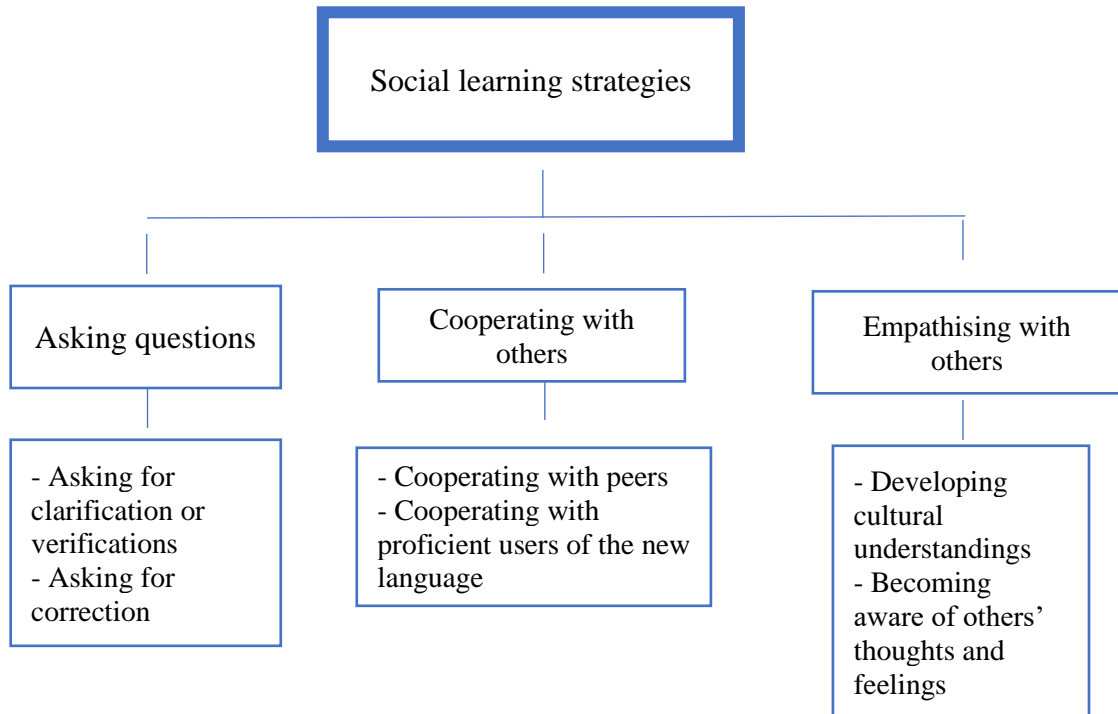 Social learning strategies
Asking questions
Cooperating with
others
Empathising with
others
- Asking for
clarification or
verifications
- Asking for
correction
- Cooperating with peers
- Cooperating with
proficient users of the new
language
- Developing
cultural
understandings
- Becoming
aware of others’
thoughts and
feelings